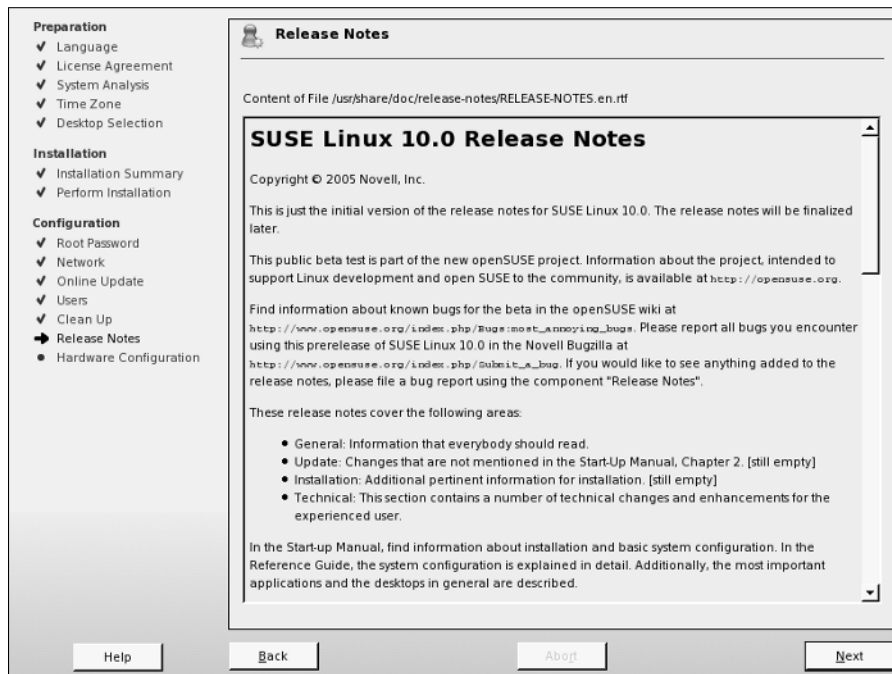 Preparation
Language
License Agreement
System Analysis
Time Zone
Desktop Selection
Installation
Installation Summary
Perform Installation
Configuration
Root Password
Network
Online Update
Users
Clean Up
Release Notes
Hardware Configuration
Release Notes
Content of File /usr/share/doc/release-notes/RELEASE-NOTES.en.rtf
SUSE Linux 10.0 Release Notes
Copyright © 2005 Novell, Inc.
This is just the initial version of the release notes for SUSE Linux 10.0. The release notes will be finalized
later.
This public beta test is part of the new openSUSE project. Information about the project, intended to
support Linux development and open SUSE to the community, is available at http://opensuse.org.
Find information about known bugs for the beta in the openSUSE wiki at
http://www.opensuse.org/index.php/Bugs:most_annoying_bugs. Please report all bugs you encounter
using this prerelease of SUSE Linux 10.0 in the Novell Bugzilla at
http://www.opensuse.org/index.php/Submit_a_bug. If you would like to see anything added to the
release notes, please file a bug report using the component "Release Notes".
These release notes cover the following areas:
• General: Information that everybody should read.
• Update: Changes that are not mentioned in the Start-Up Manual, Chapter 2. [still empty]
• Installation: Additional pertinent information for installation. [still empty]
• Technical: This section contains a number of technical changes and enhancements for the
experienced user.
In the Start-up Manual, find information about installation and basic system configuration. In the
Reference Guide, the system configuration is explained in detail. Additionally, the most important
applications and the desktops in general are described.
Help
Back
Abort
Next